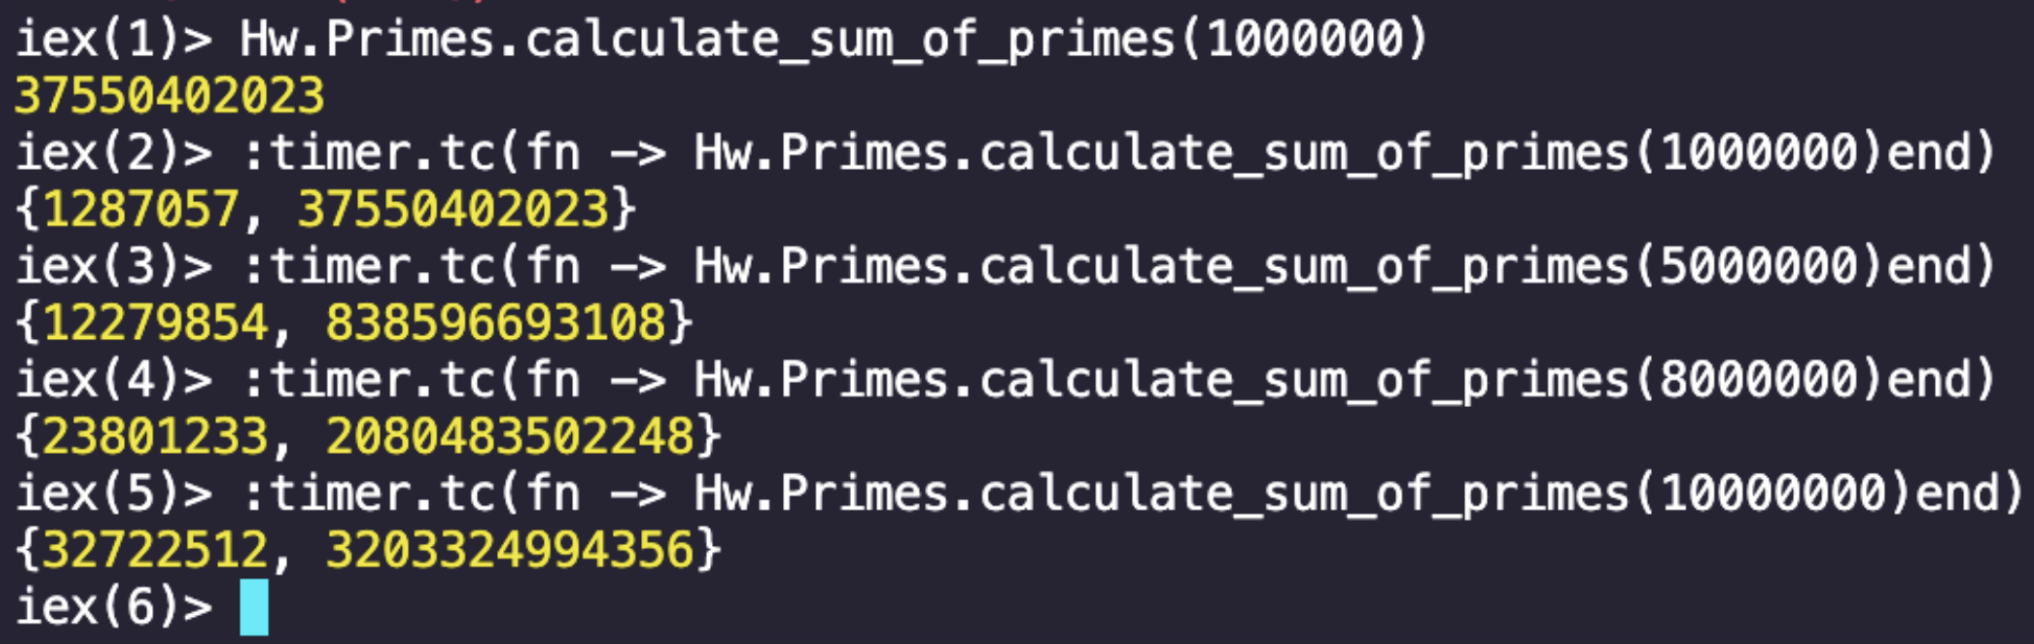 iex(1)> Hw.Primes.calculate_sum_of_primes(1000000)
37550402023
iex(2)> :timer.tc(fn -> Hw.Primes.calculate_sum_of_primes(1000000)end)
{1287057, 37550402023}
iex(3)> :timer.tc(fn -> Hw.Primes.calculate_sum_of_primes(5000000)end)
{12279854, 838596693108}
iex(4)> :timer.tc(fn -> Hw.Primes.calculate_sum_of_primes(8000000)end)
{23801233, 2080483502248}
iex(5)> :timer.tc(fn -> Hw.Primes.calculate_sum_of_primes(10000000)end)
{32722512, 3203324994356}
iex(6)>